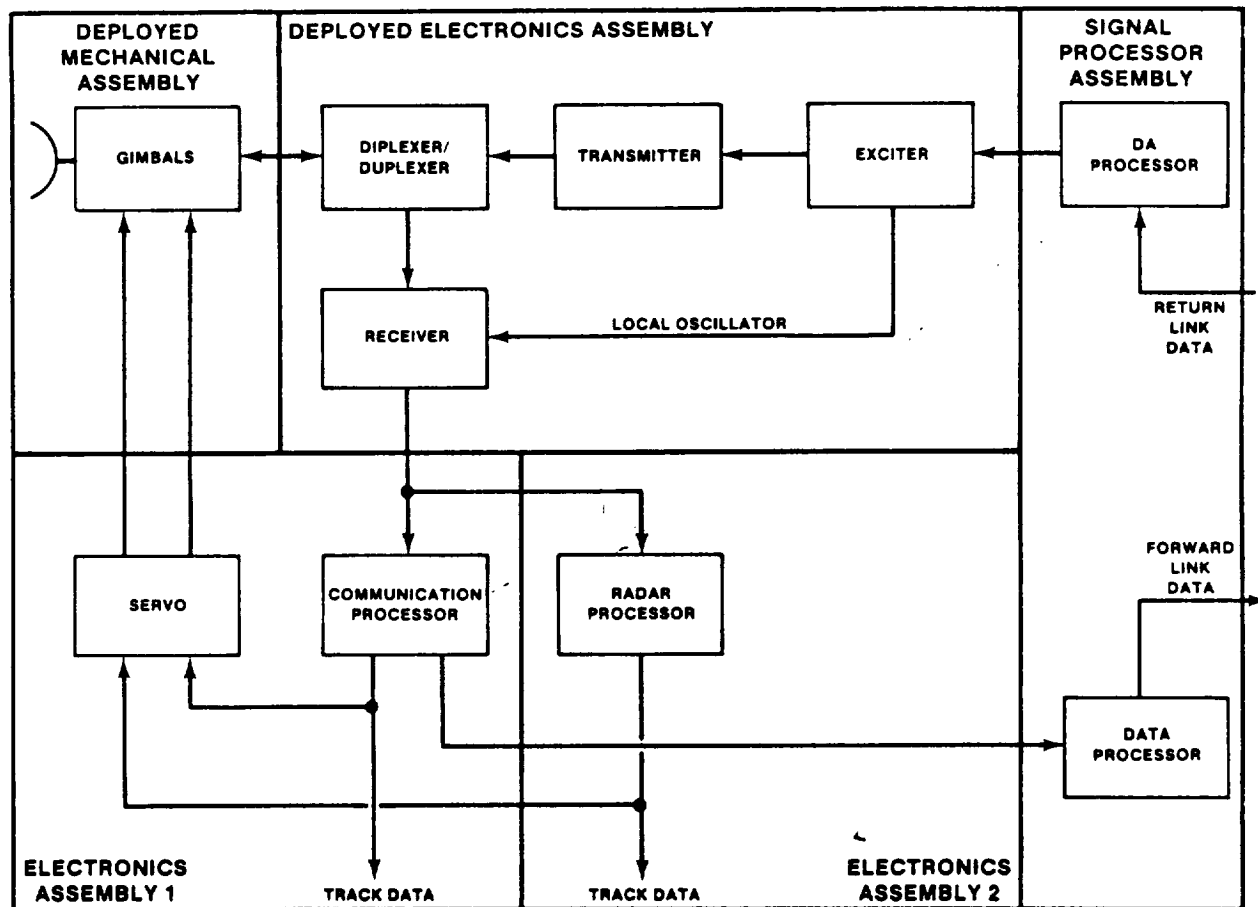 DEPLOYED
MECHANICAL
ASSEMBLY
DEPLOYED ELECTRONICS ASSEMBLY
SIGNAL
PROCESSOR
ASSEMBLY
GIMBALS
DIPLEXER/
DUPLEXER
TRANSMITTER
EXCITER
DA
PROCESSOR
RECEIVER
LOCAL OSCILLATOR
RETURN
LINK
DATA
SERVO
COMMUNICATION
PROCESSOR
RADAR
PROCESSOR
FORWARD
LINK
DATA
DATA
PROCESSOR
ELECTRONICS
ASSEMBLY 1
TRACK DATA
TRACK DATA
ELECTRONICS
ASSEMBLY 2